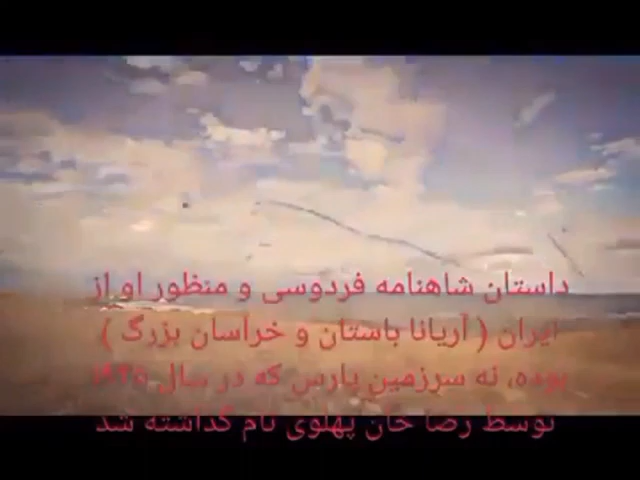 داستان شاهنامه فردوسی و منظور او از
ایران ( آریانا باستان و خراسان بزرگ )
بوده، نه سرزمین پارس که در سال ۱۹۳۵
توسط رضا خان پهلوی نام گذاشته شد